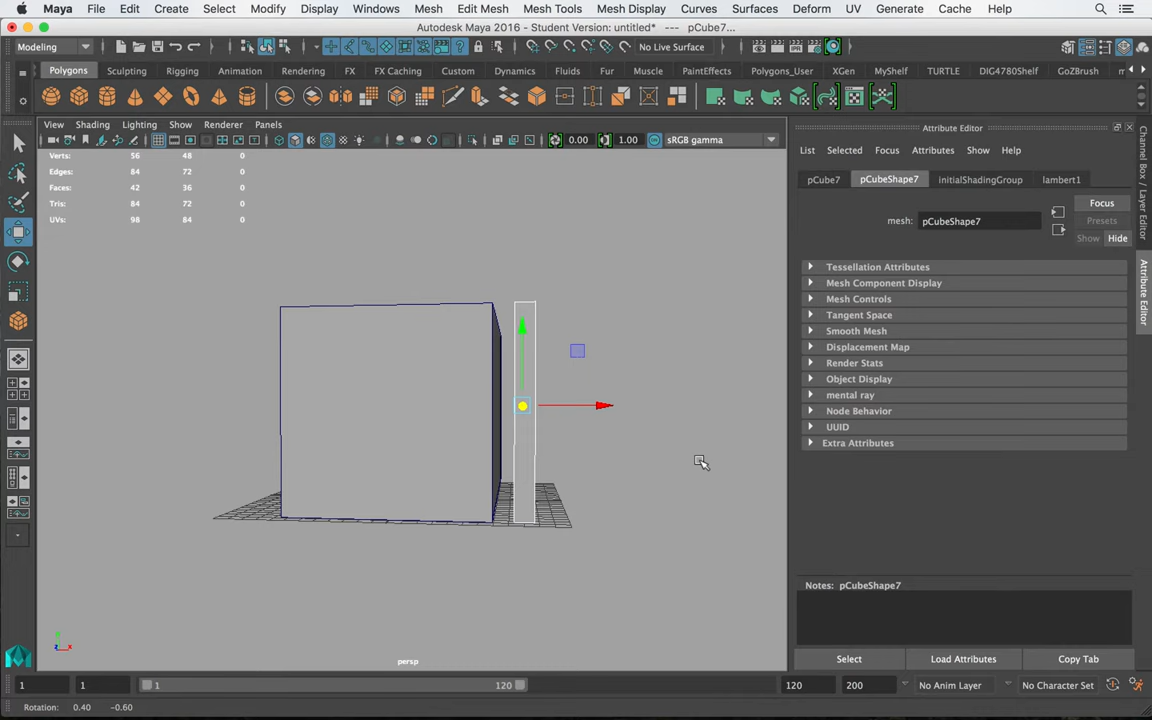 Maya File Edit Create Select Modify Display Windows Mesh Edit Mesh Mesh Tools Mesh Display Curves Surfaces Deform UV Generate Cache Help
Autodesk Maya 2016 - Student Version: untitled* --- pCube7...
Modeling No Live Surface
Polygons Sculpting Rigging Animation Rendering FX FX Caching Custom Dynamics Fluids Fur Muscle PaintEffects Polygons_User XGen MyShelf TURTLE DIG4780Shelf GoZBrush
View Shading Lighting Show Renderer Panels
0.00 1.00 sRGB gamma
Verts: 56 48 0
Edges: 84 72 0
Faces: 42 36 0
Tris: 84 72 0
UVs: 98 84 0
persp
Attribute Editor
List Selected Focus Attributes Show Help
pCube7 pCubeShape7 initialShadingGroup lambert1
Focus
Presets
mesh: pCubeShape7
Show Hide
Tessellation Attributes
Mesh Component Display
Mesh Controls
Tangent Space
Smooth Mesh
Displacement Map
Render Stats
Object Display
mental ray
Node Behavior
UUID
Extra Attributes
Notes: pCubeShape7
Select Load Attributes Copy Tab
Channel Box / Layer Editor
Attribute Editor
1 1 1 120 120 200 No Anim Layer No Character Set
Rotation: 0.40 -0.60